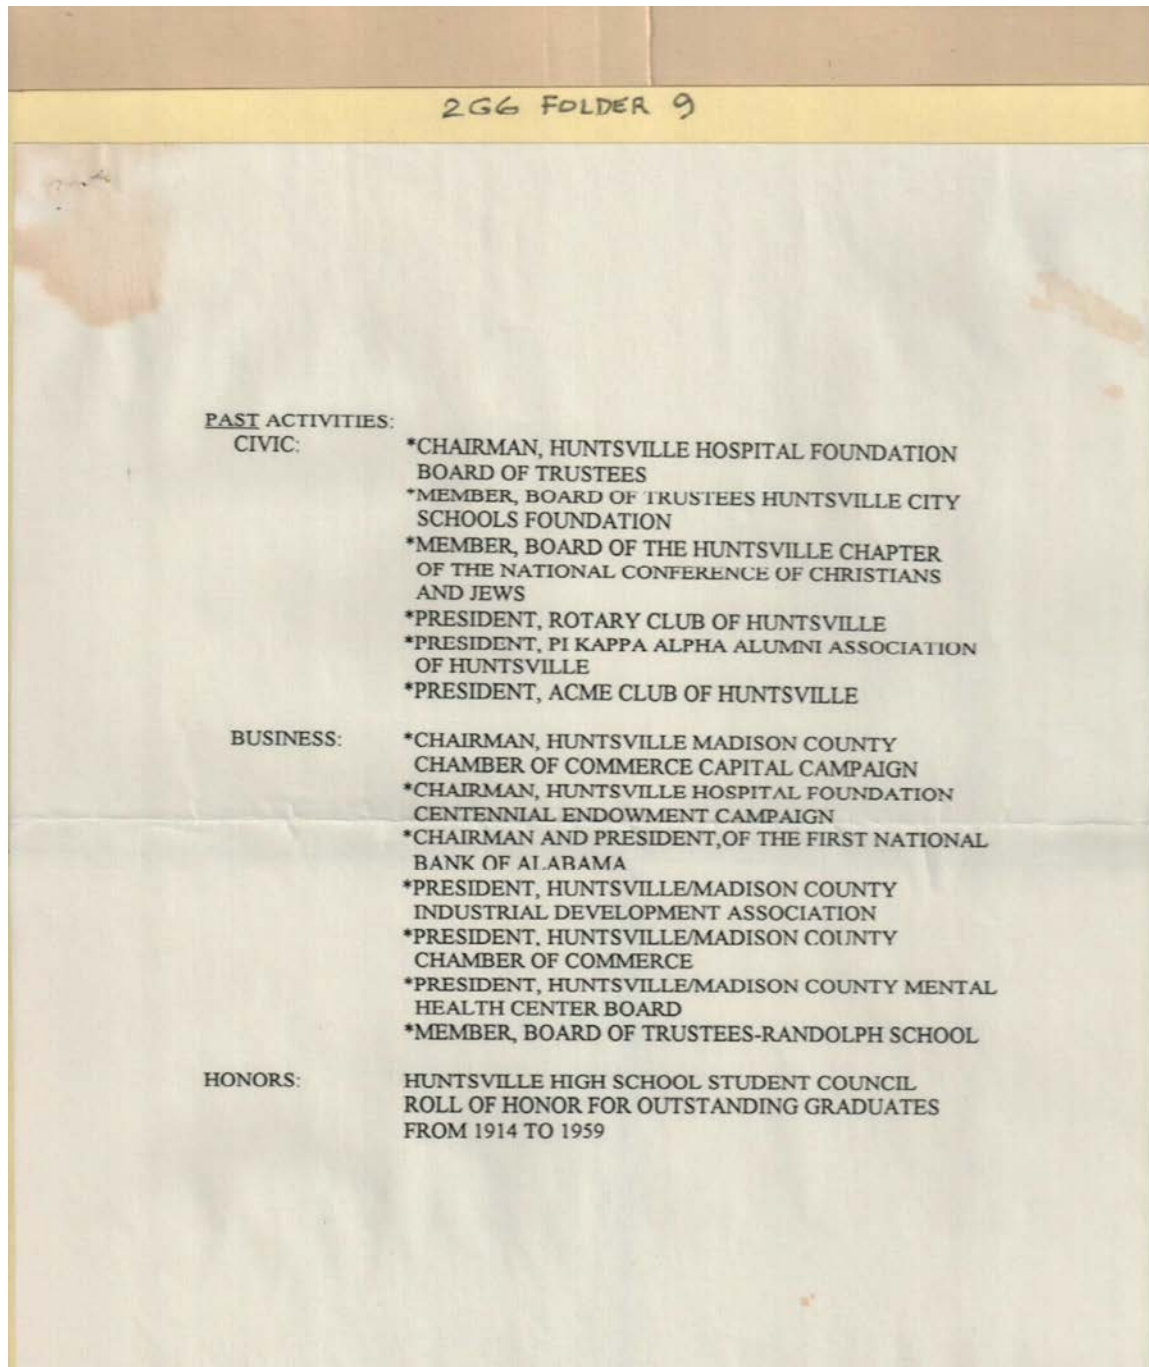 2G6 FOLDER 9
PAST ACTIVITIES:
CIVIC: *CHAIRMAN, HUNTSVILLE HOSPITAL FOUNDATION
BOARD OF TRUSTEES
*MEMBER, BOARD OF TRUSTEES HUNTSVILLE CITY
SCHOOLS FOUNDATION
*MEMBER, BOARD OF THE HUNTSVILLE CHAPTER
OF THE NATIONAL CONFERENCE OF CHRISTIANS
AND JEWS
*PRESIDENT, ROTARY CLUB OF HUNTSVILLE
*PRESIDENT, PI KAPPA ALPHA ALUMNI ASSOCIATION
OF HUNTSVILLE
*PRESIDENT, ACME CLUB OF HUNTSVILLE
BUSINESS: *CHAIRMAN, HUNTSVILLE MADISON COUNTY
CHAMBER OF COMMERCE CAPITAL CAMPAIGN
*CHAIRMAN, HUNTSVILLE HOSPITAL FOUNDATION
CENTENNIAL ENDOWMENT CAMPAIGN
*CHAIRMAN AND PRESIDENT,OF THE FIRST NATIONAL
BANK OF ALABAMA
*PRESIDENT, HUNTSVILLE/MADISON COUNTY
INDUSTRIAL DEVELOPMENT ASSOCIATION
*PRESIDENT, HUNTSVILLE/MADISON COUNTY
CHAMBER OF COMMERCE
*PRESIDENT, HUNTSVILLE/MADISON COUNTY MENTAL
HEALTH CENTER BOARD
*MEMBER, BOARD OF TRUSTEES-RANDOLPH SCHOOL
HONORS: HUNTSVILLE HIGH SCHOOL STUDENT COUNCIL
ROLL OF HONOR FOR OUTSTANDING GRADUATES
FROM 1914 TO 1959